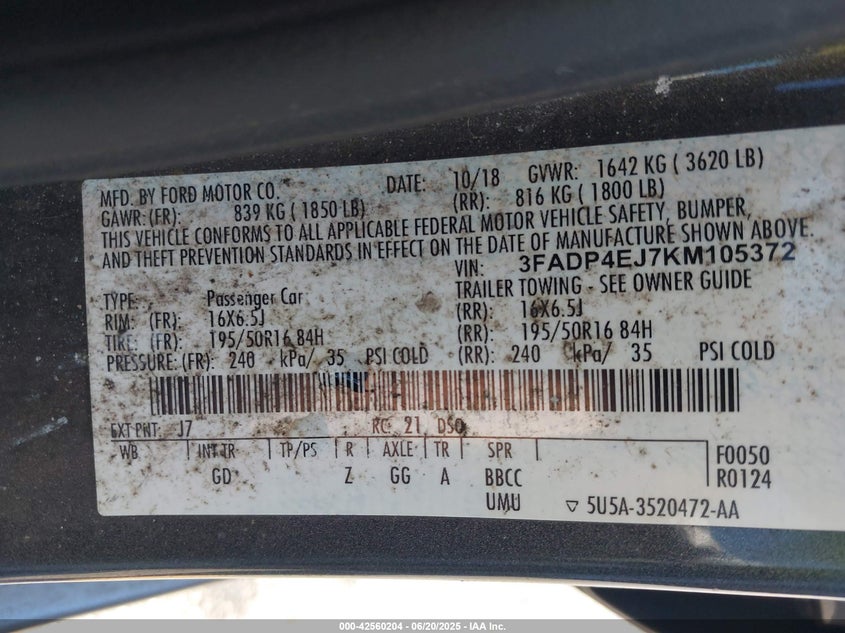 MFD. BY FORD MOTOR CO. DATE: 10/18 GVWR: 1642 KG ( 3620 LB)
GAWR: (FR): 839 KG ( 1850 LB) (RR): 816 KG ( 1800 LB)
THIS VEHICLE CONFORMS TO ALL APPLICABLE FEDERAL MOTOR VEHICLE SAFETY, BUMPER,
AND THEFT PREVENTION STANDARDS IN EFFECT ON THE DATE OF MANUFACTURE SHOWN ABOVE.
VIN: 3FADP4EJ7KM105372
TYPE: Passenger Car TRAILER TOWING - SEE OWNER GUIDE
RIM: (FR): 16X6.5J (RR): 16X6.5J
TIRE: (FR): 195/50R16 84H (RR): 195/50R16 84H
PRESSURE: (FR): 240 kPa/ 35 PSI COLD (RR): 240 kPa/ 35 PSI COLD
EXT PNT: J7 RC: 21 DSO:
WB INT TR TP/PS R AXLE TR SPR F0050
GD Z GG A BBCC R0124
UMU 5U5A-3520472-AA
000-42560204 - 06/20/2025 - IAA Inc.